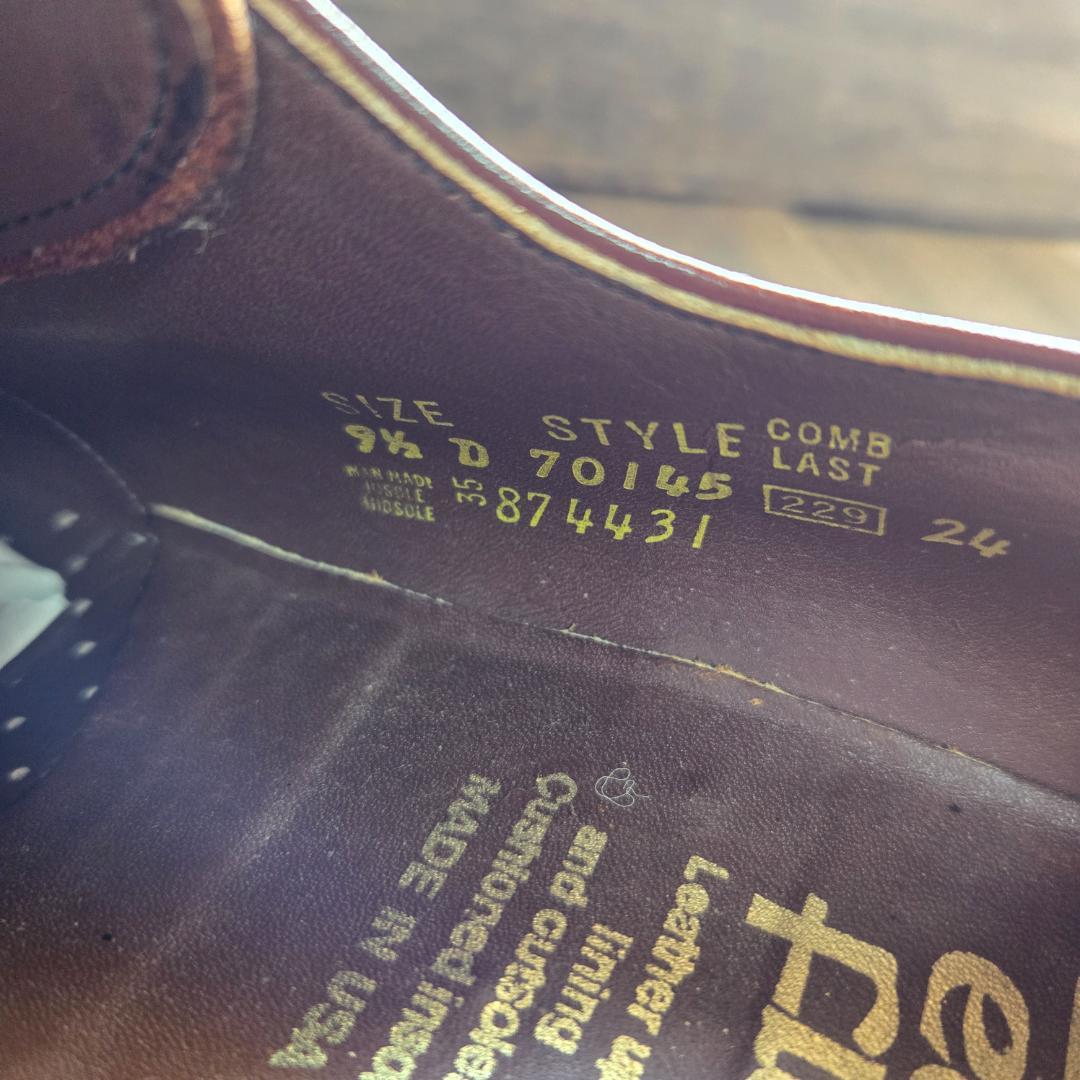 SIZE STYLE COMB LAST
9½ D 70145 229 24
MAN MADE
INSOLE
MIDSOLE
35 874431
Leather
lining
and cussole
Cushioned
MADE IN USA